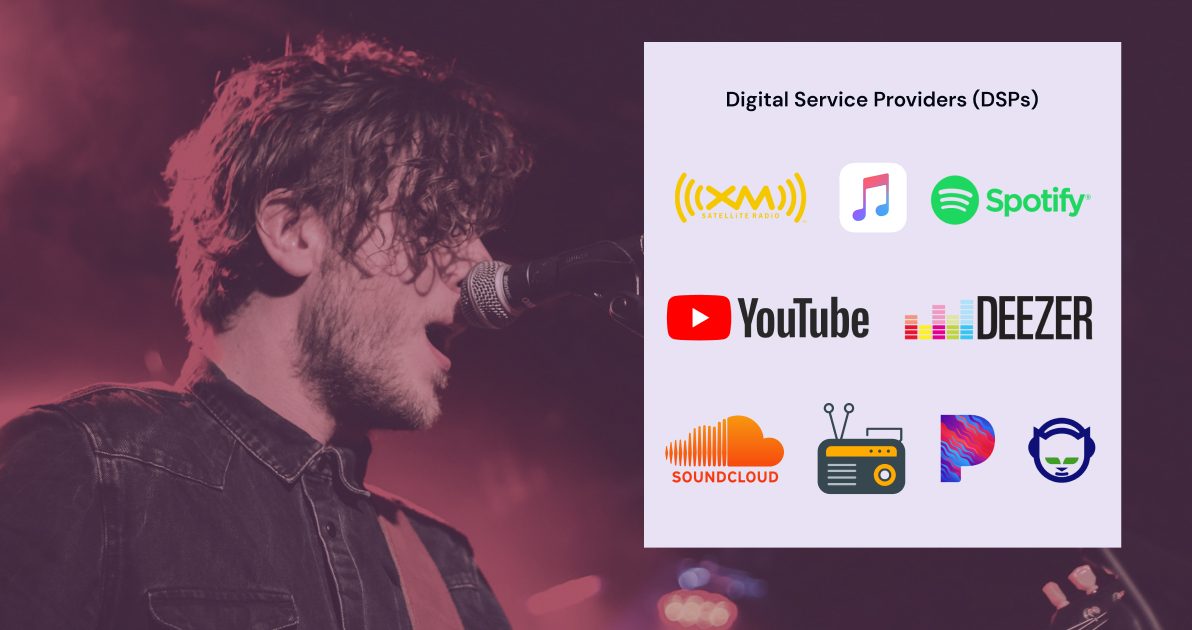 Digital Service Providers (DSPs)
XM
SATELLITE RADIO
Spotify
YouTube
DEEZER
SOUNDCLOUD